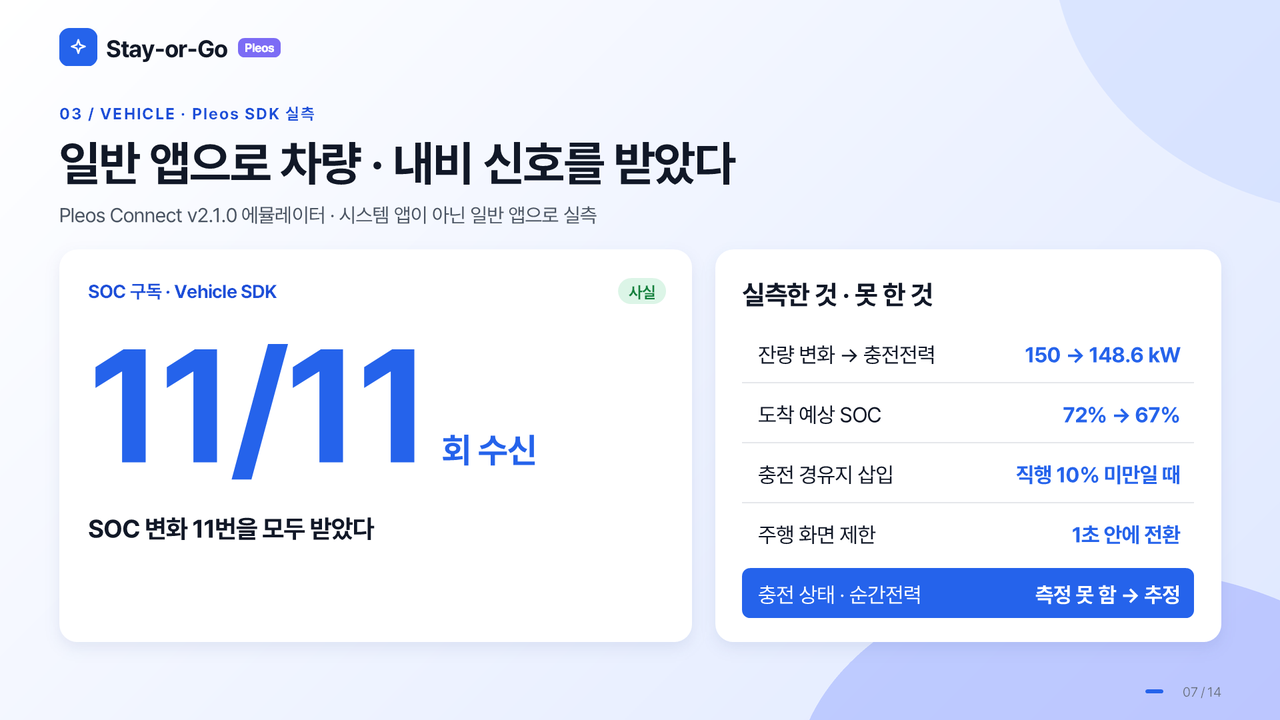 Stay-or-Go Pleos
03 / VEHICLE · Pleos SDK 실측
일반 앱으로 차량 · 내비 신호를 받았다
Pleos Connect v2.1.0 에뮬레이터 · 시스템 앱이 아닌 일반 앱으로 실측
SOC 구독 · Vehicle SDK
사실
11/11 회 수신
SOC 변화 11번을 모두 받았다
실측한 것 · 못 한 것
잔량 변화 → 충전전력 150 → 148.6 kW
도착 예상 SOC 72% → 67%
충전 경유지 삽입 직행 10% 미만일 때
주행 화면 제한 1초 안에 전환
충전 상태 · 순간전력 측정 못 함 → 추정
07 / 14